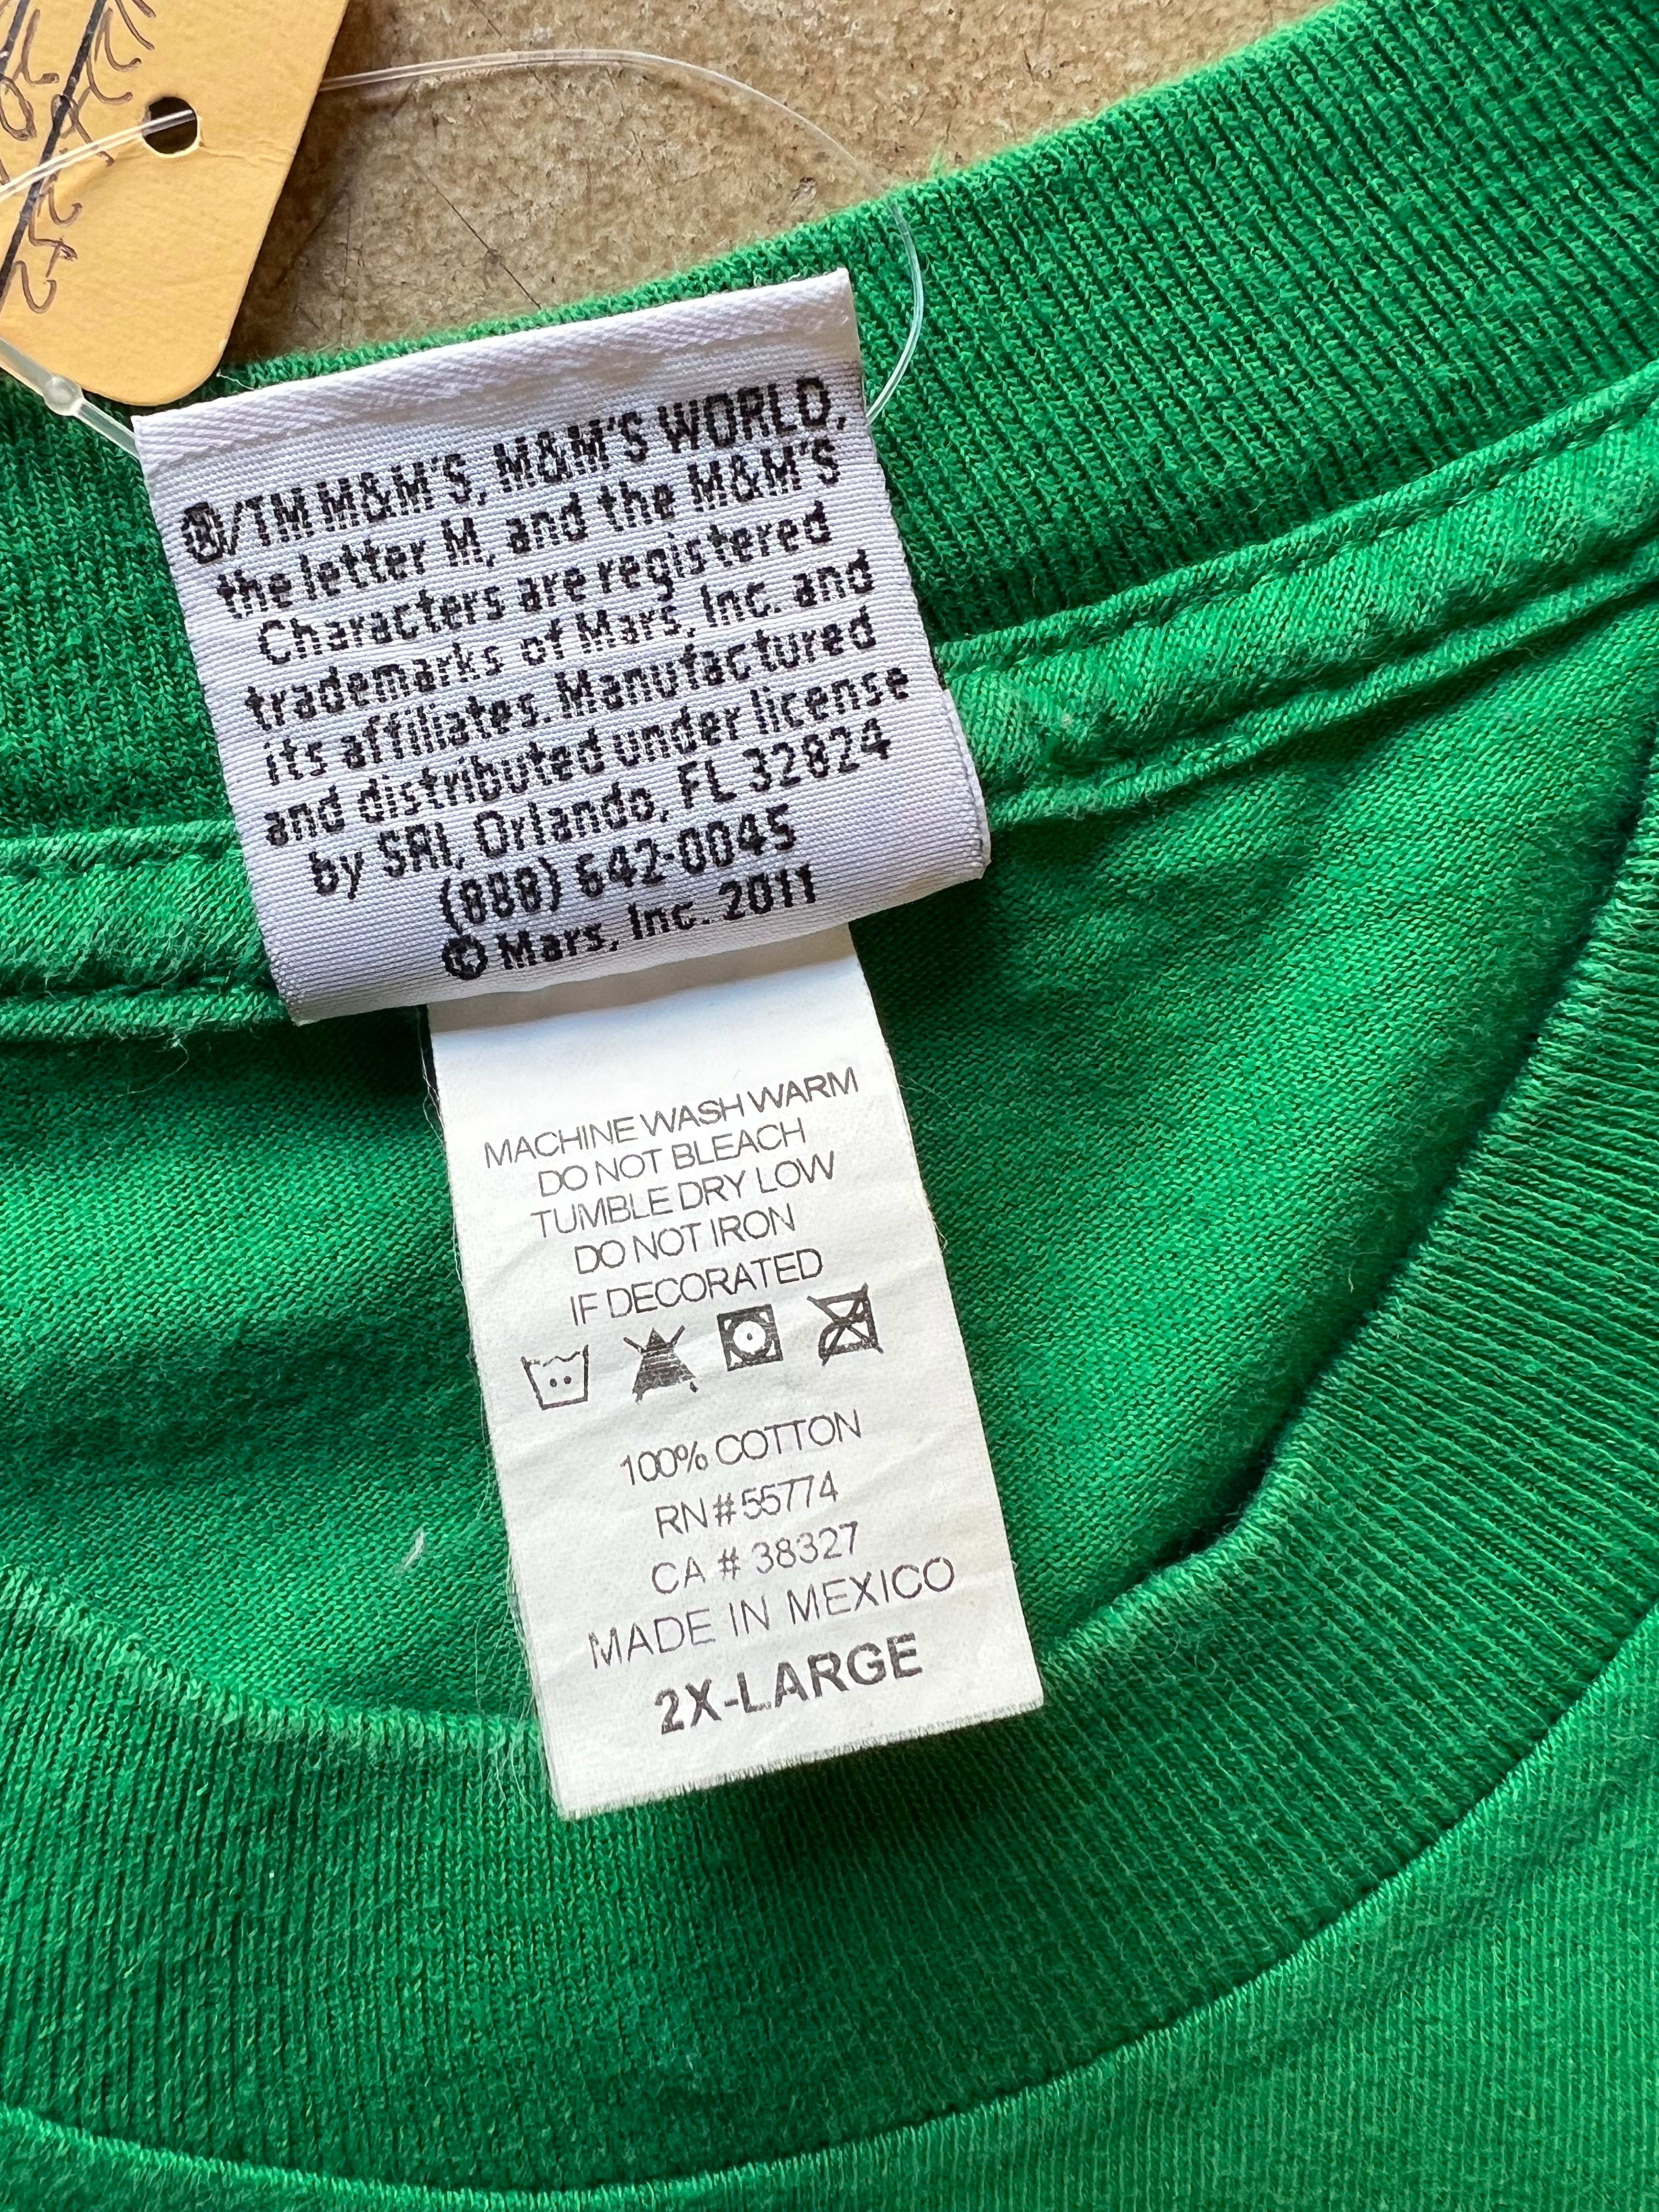 ®/TM M&M'S, M&M'S WORLD,
the letter M, and the M&M'S
Characters are registered
trademarks of Mars, Inc. and
its affiliates. Manufactured
and distributed under license
by SRI, Orlando, FL 32824
(888) 642-0045
© Mars, Inc. 2011
MACHINE WASH WARM
DO NOT BLEACH
TUMBLE DRY LOW
DO NOT IRON
IF DECORATED
100% COTTON
RN#55774
CA # 38327
MADE IN MEXICO
2X-LARGE